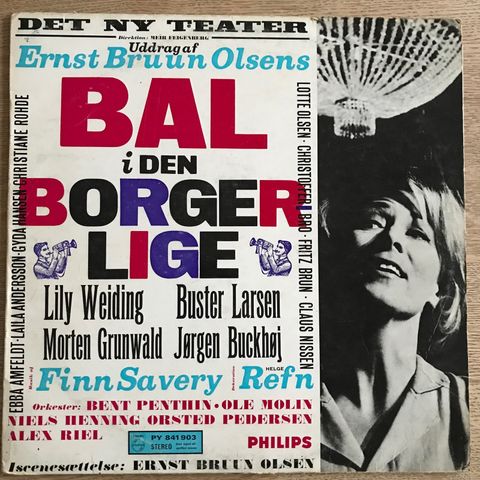 DET NY TEATER
Direktion: MEIR FEIGENBERG
Uddrag af
Ernst Bruun Olsens
BAL
i DEN
BORGER
LIGE
Lily Weiding Buster Larsen
Morten Grunwald Jørgen Buckhøj
Musik af
Finn Savery
Dekoration
HELGE
Refn
Orkester: BENT PENTHIN · OLE MOLIN
NIELS HENNING ØRSTED PEDERSEN
ALEX RIEL
PY 841 903
STEREO
PHILIPS
Iscenesættelse: ERNST BRUUN OLSEN
EBBA AMFELDT · LAILA ANDERSSON · GYDA HANSEN · CHRISTIANE ROHDE
LOTTE OLSEN · CHRISTOFFER BRO · FRITZ BRUN · CLAUS NISSEN